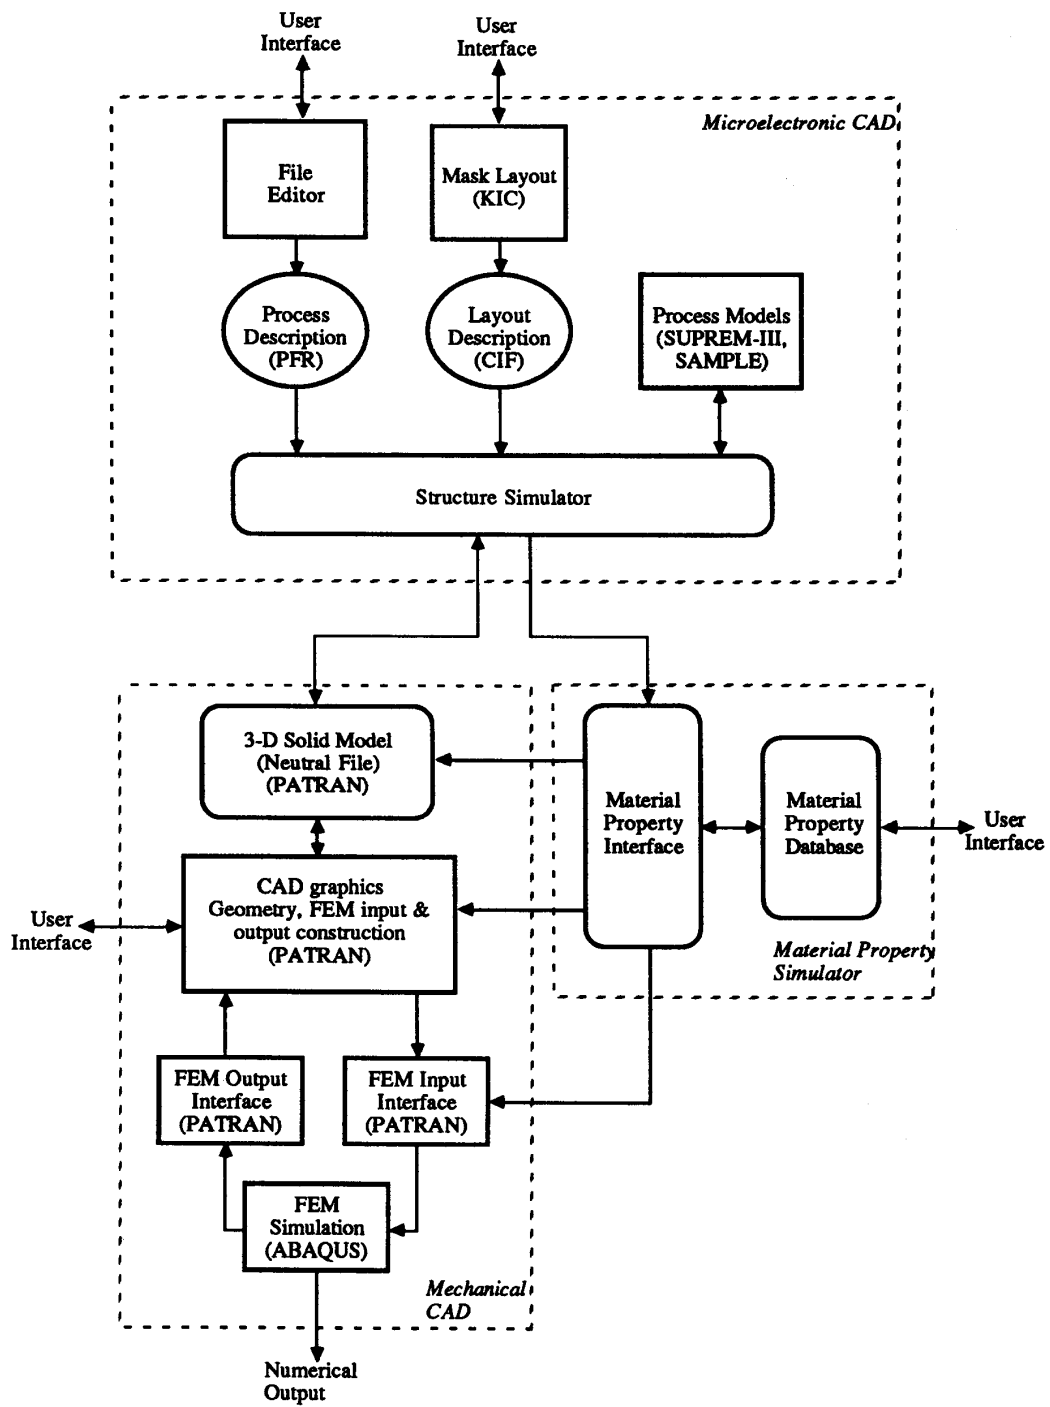 User
Interface
User
Interface
Microelectronic CAD
File
Editor
Mask Layout
(KIC)
Process
Description
(PFR)
Layout
Description
(CIF)
Process Models
(SUPREM-III,
SAMPLE)
Structure Simulator
3-D Solid Model
(Neutral File)
(PATRAN)
Material
Property
Interface
Material
Property
Database
User
Interface
CAD graphics
Geometry, FEM input &
output construction
(PATRAN)
User
Interface
Material Property
Simulator
FEM Output
Interface
(PATRAN)
FEM Input
Interface
(PATRAN)
FEM
Simulation
(ABAQUS)
Mechanical
CAD
Numerical
Output